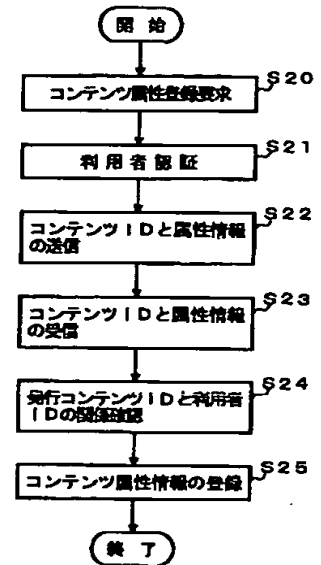 開 始
S20
コンテンツ属性登録要求
S21
利 用 者 認 証
S22
コンテンツIDと属性情報
の送信
S23
コンテンツIDと属性情報
の受信
S24
発行コンテンツIDと利用者
IDの関係確認
S25
コンテンツ属性情報の登録
終 了